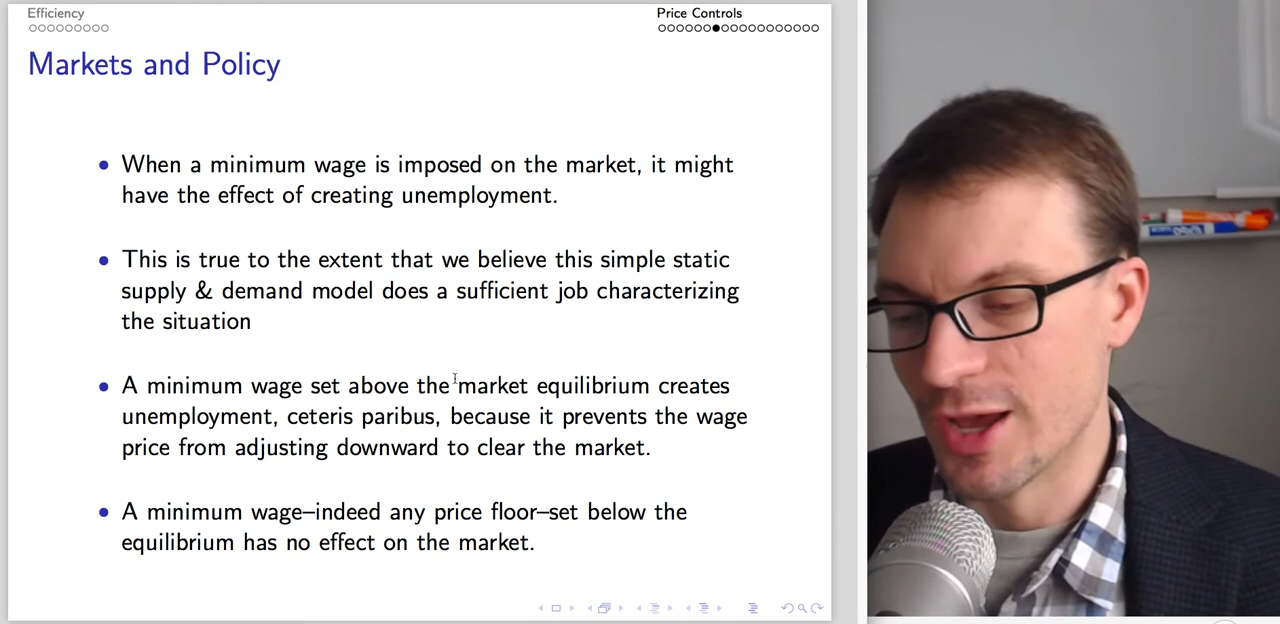 Efficiency
Price Controls
Markets and Policy
• When a minimum wage is imposed on the market, it might
have the effect of creating unemployment.
• This is true to the extent that we believe this simple static
supply & demand model does a sufficient job characterizing
the situation
• A minimum wage set above the market equilibrium creates
unemployment, ceteris paribus, because it prevents the wage
price from adjusting downward to clear the market.
• A minimum wage–indeed any price floor–set below the
equilibrium has no effect on the market.